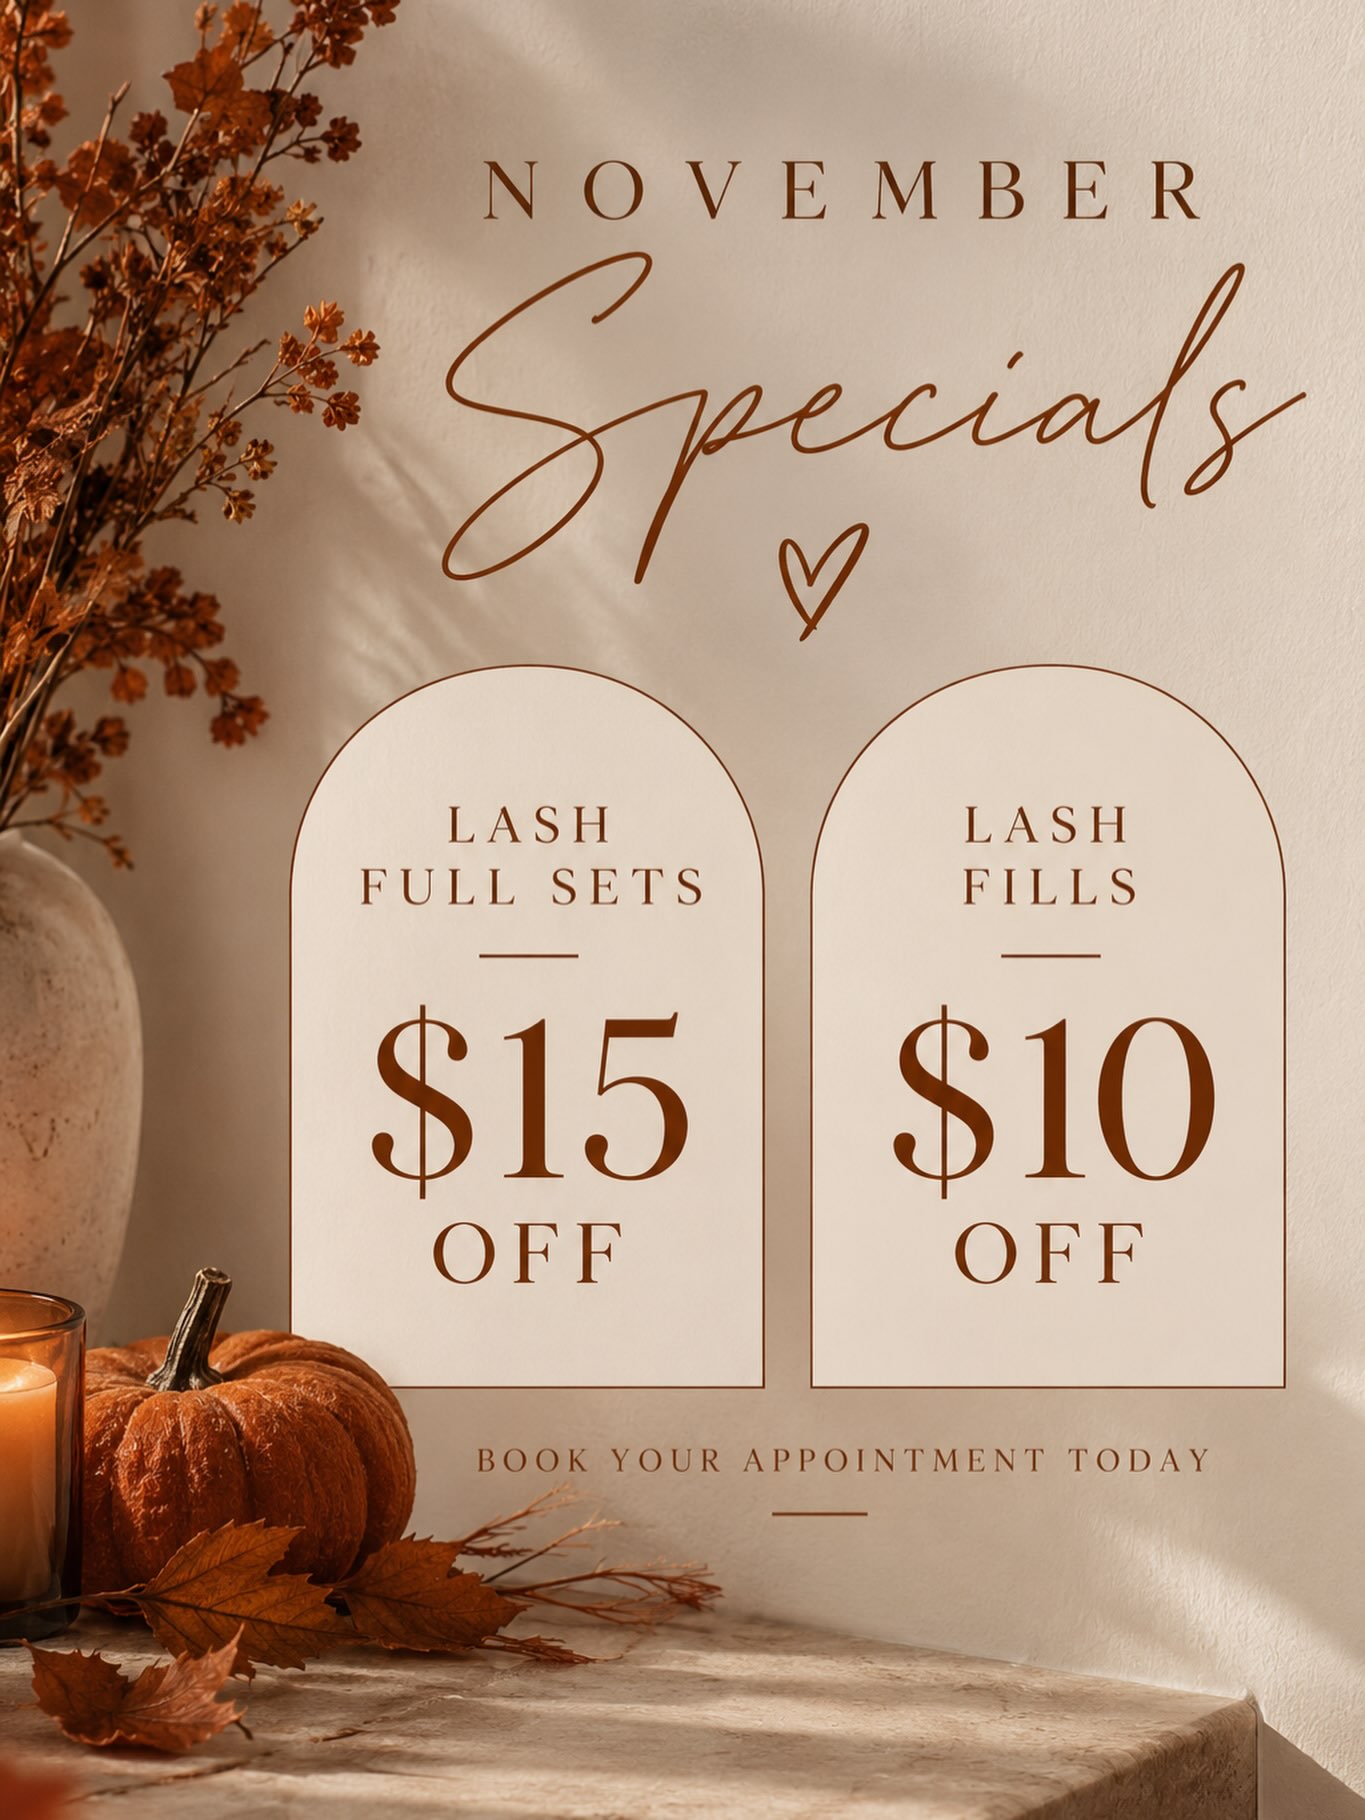 NOVEMBER
Specials
LASH
FULL SETS
$15
OFF
LASH
FILLS
$10
OFF
BOOK YOUR APPOINTMENT TODAY